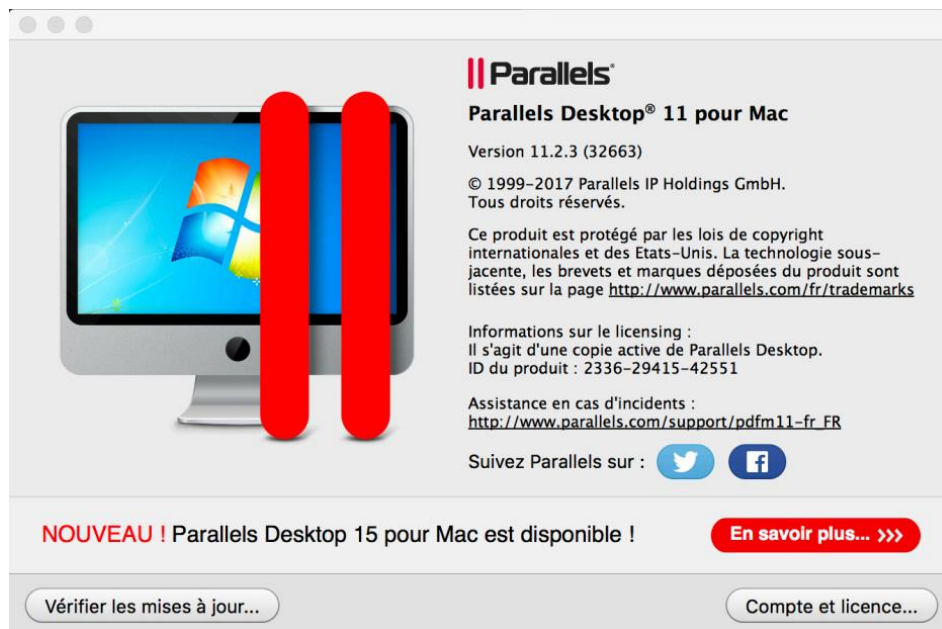 Parallels®
Parallels Desktop® 11 pour Mac
Version 11.2.3 (32663)
© 1999-2017 Parallels IP Holdings GmbH.
Tous droits réservés.
Ce produit est protégé par les lois de copyright
internationales et des Etats-Unis. La technologie sous-
jacente, les brevets et marques déposées du produit sont
listées sur la page http://www.parallels.com/fr/trademarks
Informations sur le licensing :
Il s'agit d'une copie active de Parallels Desktop.
ID du produit : 2336-29415-42551
Assistance en cas d'incidents :
http://www.parallels.com/support/pdfm11-fr_FR
Suivez Parallels sur :
NOUVEAU ! Parallels Desktop 15 pour Mac est disponible !
En savoir plus... >>>
Vérifier les mises à jour...
Compte et licence...